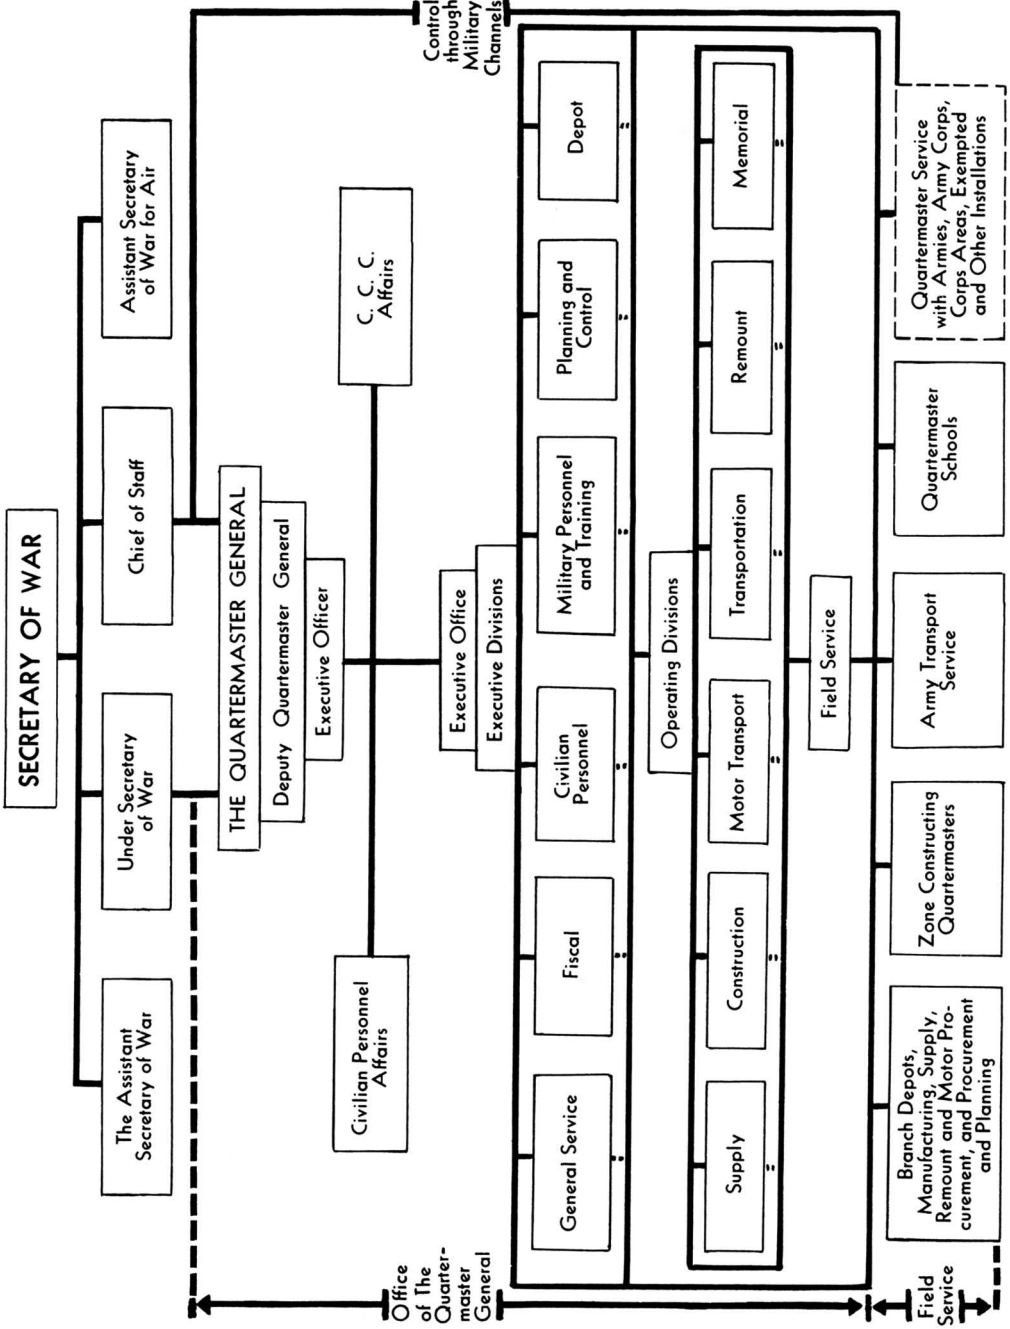 SECRETARY OF WAR
The Assistant
Secretary of War
Under Secretary
of War
Chief of Staff
Assistant Secretary
of War for Air
THE QUARTERMASTER GENERAL
Deputy Quartermaster General
Executive Officer
Civilian Personnel
Affairs
C. C. C.
Affairs
Control
through
Military
Channels
Office
of The
Quarter-
master
General
Executive Office
Executive Divisions
General Service
Fiscal
Civilian
Personnel
Military Personnel
and Training
Planning and
Control
Depot
Operating Divisions
Supply
Construction
Motor Transport
Transportation
Remount
Memorial
Field Service
Field
Service
Branch Depots,
Manufacturing, Supply,
Remount and Motor Pro-
curement, and Procurement
and Planning
Zone Constructing
Quartermasters
Army Transport
Service
Quartermaster
Schools
Quartermaster Service
with Armies, Army Corps,
Corps Areas, Exempted
and Other Installations